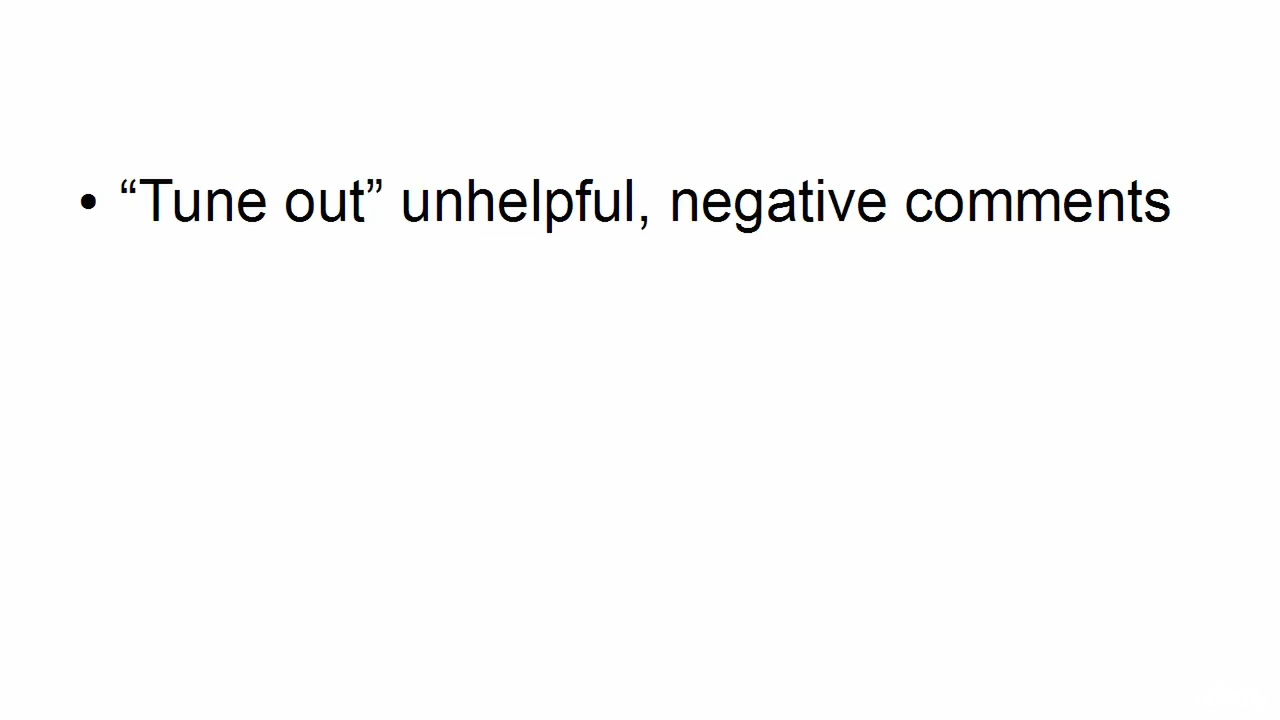 • “Tune out” unhelpful, negative comments